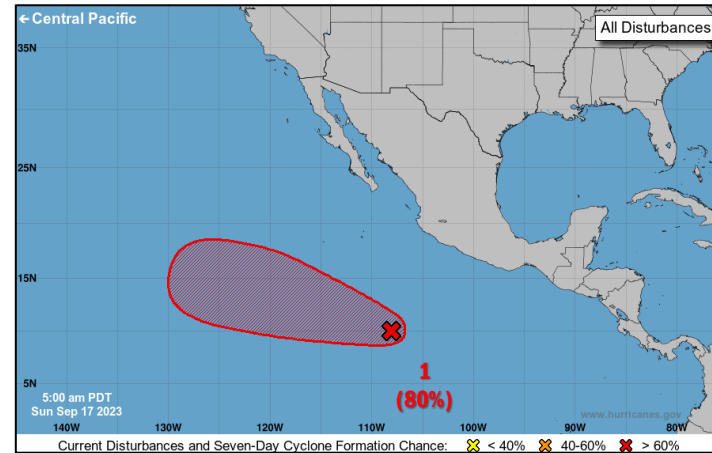 ← Central Pacific
All Disturbances
35N
25N
15N
5N
1
(80%)
5:00 am PDT
Sun Sep 17 2023
www.hurricanes.gov
140W 130W 120W 110W 100W 90W 80W
Current Disturbances and Seven-Day Cyclone Formation Chance: < 40% 40-60% > 60%